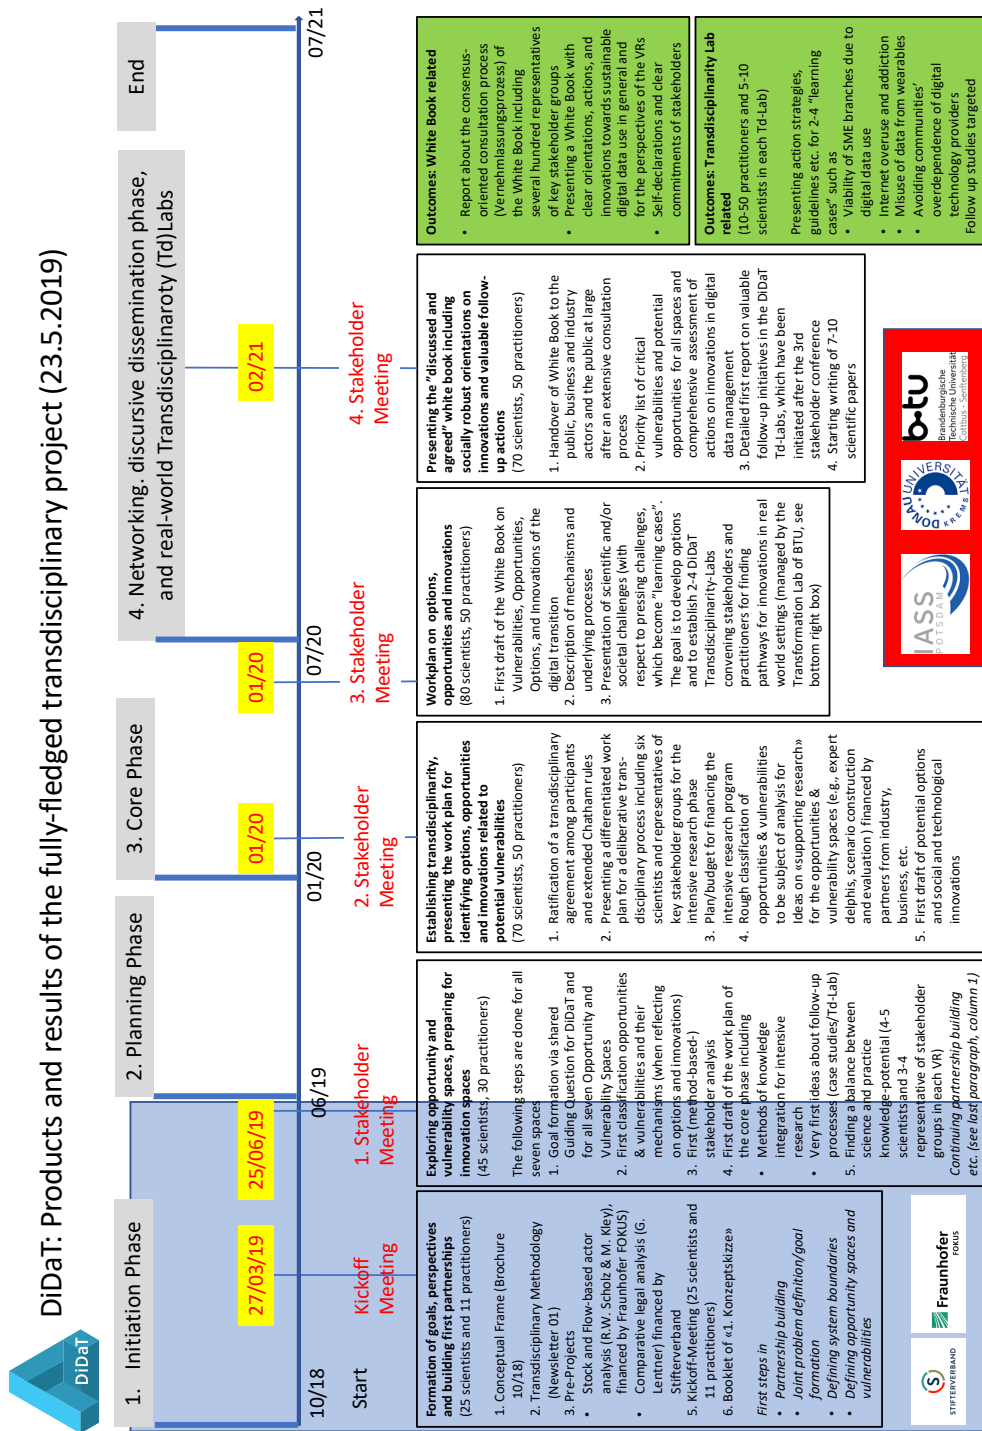 DiDaT
DiDaT: Products and results of the fully-fledged transdisciplinary project (23.5.2019)
1. Initiation Phase
2. Planning Phase
3. Core Phase
4. Networking. discursive dissemination phase,
and real-world Transdisciplinaroty (Td)Labs
End
27/03/19
25/06/19
01/20
01/20
02/21
10/18
06/19
01/20
07/20
07/21
Start
Kickoff
Meeting
1. Stakeholder
Meeting
2. Stakeholder
Meeting
3. Stakeholder
Meeting
4. Stakeholder
Meeting
Formation of goals, perspectives
and building first partnerships
(25 scientists and 11 practitioners)
1. Conceptual Frame (Brochure
10/18)
2. Transdisciplinary Methodology
(Newsletter 01)
3. Pre-Projects
• Stock and Flow-based actor
analysis (R.W. Scholz & M. Kley),
financed by Fraunhofer FOKUS)
• Comparative legal analysis (G.
Lentner) financed by
Stifterverband
5. Kickoff-Meeting (25 scientists and
11 practitioners)
6. Booklet of «1. Konzeptskizze»
First steps in
• Partnership building
• Joint problem definition/goal
formation
• Defining system boundaries
• Defining opportunity spaces and
vulnerabilities
Exploring opportunity and
vulnerability spaces, preparing for
innovation spaces
(45 scientists, 30 practitioners)
The following steps are done for all
seven spaces
1. Goal formation via shared
Guiding Question for DiDaT and
for all seven Opportunity and
Vulnerability Spaces
2. First classification opportunities
& vulnerabilities and their
mechanisms (when reflecting
on options and innovations)
3. First (method-based-)
stakeholder analysis
4. First draft of the work plan of
the core phase including
• Methods of knowledge
integration for intensive
research
• Very first ideas about follow-up
processes (case studies/Td-Lab)
5. Finding a balance between
science and practice
knowledge-potential (4-5
scientists and 3-4
representative of stakeholder
groups in each VR)
Continuing partnership building
etc. (see last paragraph, column 1)
Establishing transdisciplinarity,
presenting the work plan for
identifying options, opportunities
and innovations related to
potential vulnerabilities
(70 scientists, 50 practitioners)
1. Ratification of a transdisciplinary
agreement among participants
and extended Chatham rules
2. Presenting a differentiated work
plan for a deliberative trans-
disciplinary process including six
scientists and representatives of
key stakeholder groups for the
intensive research phase
3. Plan/budget for financing the
intensive research program
4. Rough classification of
opportunities & vulnerabilities
to be subject of analysis for
Ideas on «supporting research»
for the opportunities &
vulnerability spaces (e.g., expert
delphis, scenario construction
and evaluation ) financed by
partners from industry,
business, etc.
5. First draft of potential options
and social and technological
innovations
Workplan on options,
opportunities and innovations
(80 scientists, 50 practitioners)
1. First draft of the White Book on
Vulnerabilities, Opportunities,
Options, and Innovations of the
digital transition
2. Description of mechanisms and
underlying processes
3. Presentation of scientific and/or
societal challenges (with
respect to pressing challenges,
which become "learning cases".
The goal is to develop options
and to establish 2-4 DiDaT
Transdisciplinarity-Labs
convening stakeholders and
practitioners for finding
pathways for innovations in real
world settings (managed by the
Transformation Lab of BTU, see
bottom right box)
Presenting the "discussed and
agreed" white book including
socially robust orientations on
innovations and valuable follow-
up actions
(70 scientists, 50 practitioners)
1. Handover of White Book to the
public, business and industry
actors and the public at large
after an extensive consultation
process
2. Priority list of critical
vulnerabilities and potential
opportunities for all spaces and
comprehensive assessment of
actions on innovations in digital
data management
3. Detailed first report on valuable
follow-up initiatives in the DiDaT
Td-Labs, which have been
initiated after the 3rd
stakeholder conference
4. Starting writing of 7-10
scientific papers
Outcomes: White Book related
• Report about the consensus-
oriented consultation process
(Vernehmlassungsprozess) of
the White Book including
several hundred representatives
of key stakeholder groups
• Presenting a White Book with
clear orientations, actions, and
innovations towards sustainable
digital data use in general and
for the perspectives of the VRs
• Self-declarations and clear
commitments of stakeholders
Outcomes: Transdisciplinarity Lab
related
(10-50 practitioners and 5-10
scientists in each Td-Lab)
Presenting action strategies,
guidelines etc. for 2-4 "learning
cases" such as
• Viability of SME branches due to
digital data use
• Internet overuse and addiction
• Misuse of data from wearables
• Avoiding communities'
overdependence of digital
technology providers
Follow up studies targeted
STIFTERVERBAND
Fraunhofer
FOKUS
IASS
POTSDAM
DONAU UNIVERSITÄT
KREMS
b-tu
Brandenburgische
Technische Universität
Cottbus - Senftenberg